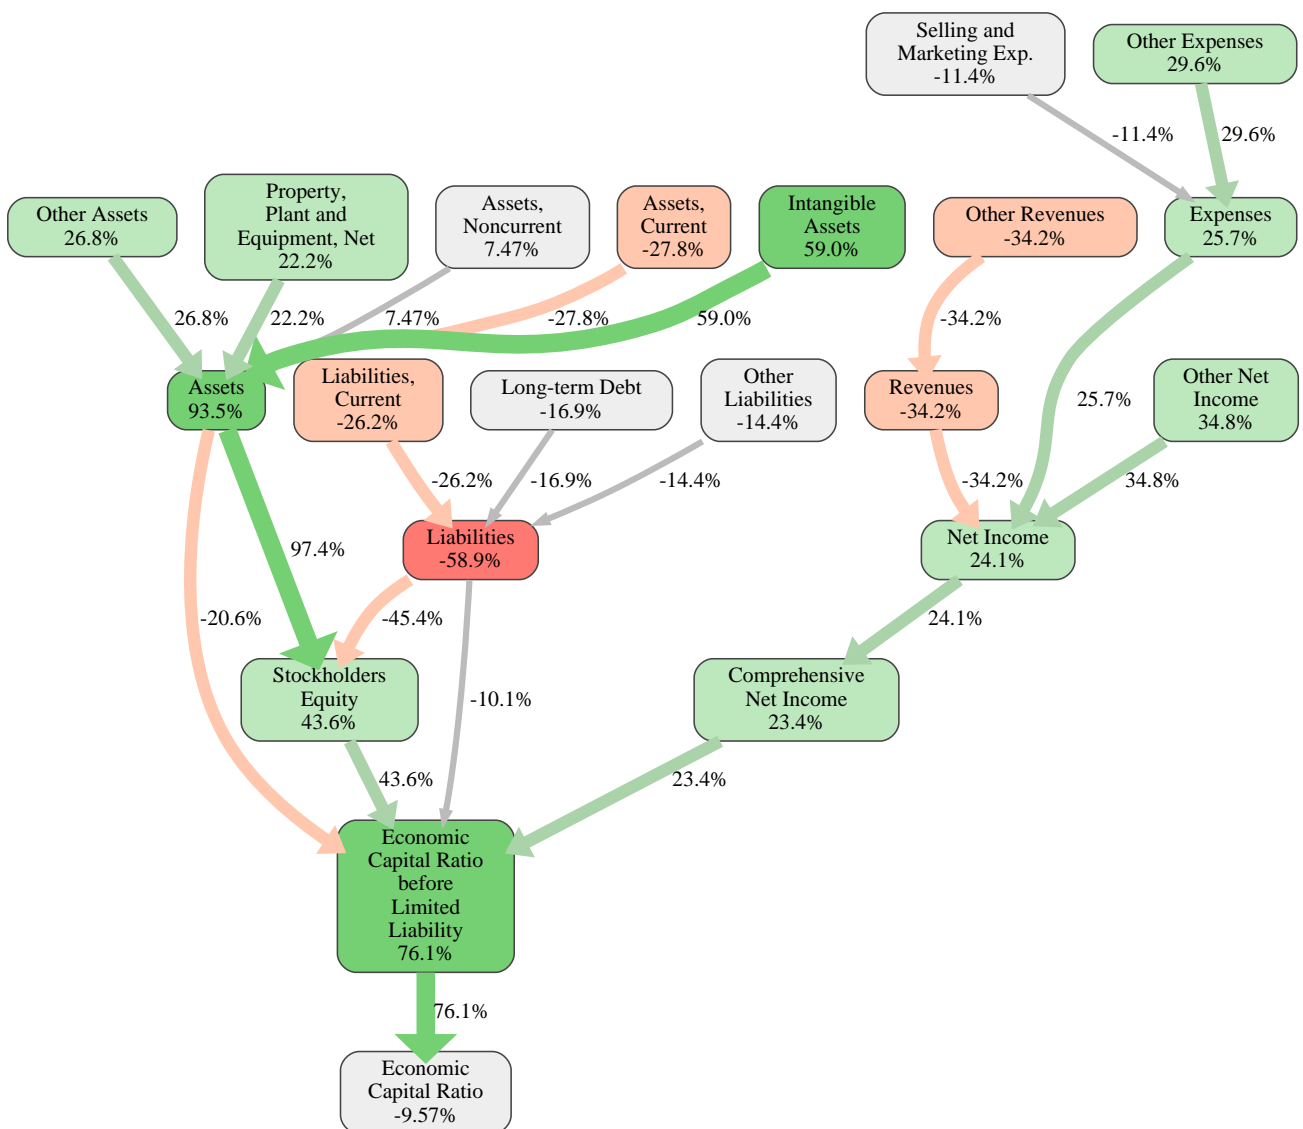 Selling and
Marketing Exp.
-11.4%
Other Expenses
29.6%
-11.4%
29.6%
Other Assets
26.8%
Property,
Plant and
Equipment, Net
22.2%
Assets,
Noncurrent
7.47%
Assets,
Current
-27.8%
Intangible
Assets
59.0%
Other Revenues
-34.2%
Expenses
25.7%
26.8%
22.2%
7.47%
-27.8%
59.0%
-34.2%
25.7%
Assets
93.5%
Liabilities,
Current
-26.2%
Long-term Debt
-16.9%
Other
Liabilities
-14.4%
Revenues
-34.2%
Other Net
Income
34.8%
-26.2%
-16.9%
-14.4%
-34.2%
34.8%
97.4%
Liabilities
-58.9%
Net Income
24.1%
-20.6%
-45.4%
24.1%
Stockholders
Equity
43.6%
-10.1%
Comprehensive
Net Income
23.4%
43.6%
23.4%
Economic
Capital Ratio
before
Limited
Liability
76.1%
76.1%
Economic
Capital Ratio
-9.57%